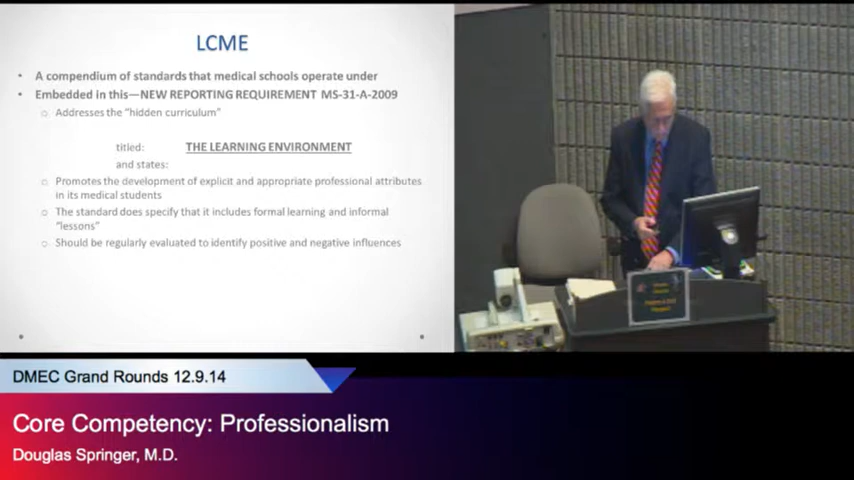 LCME
• A compendium of standards that medical schools operate under
• Embedded in this—NEW REPORTING REQUIREMENT MS-31-A-2009
○ Addresses the “hidden curriculum”
titled: THE LEARNING ENVIRONMENT
and states:
○ Promotes the development of explicit and appropriate professional attributes
in its medical students
○ The standard does specify that it includes formal learning and informal
“lessons”
○ Should be regularly evaluated to identify positive and negative influences
DMEC Grand Rounds 12.9.14
Core Competency: Professionalism
Douglas Springer, M.D.